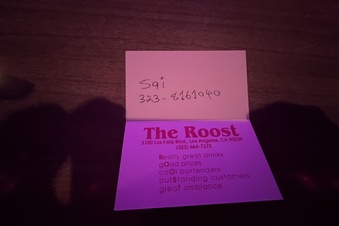 Sai
323-8161040
The Roost
3100 Los Feliz Blvd., Los Angeles, CA 90039
(323) 664-7272
Really great drinks
gOod prices
coOl bartenders
outStanding customers
greaT ambiance